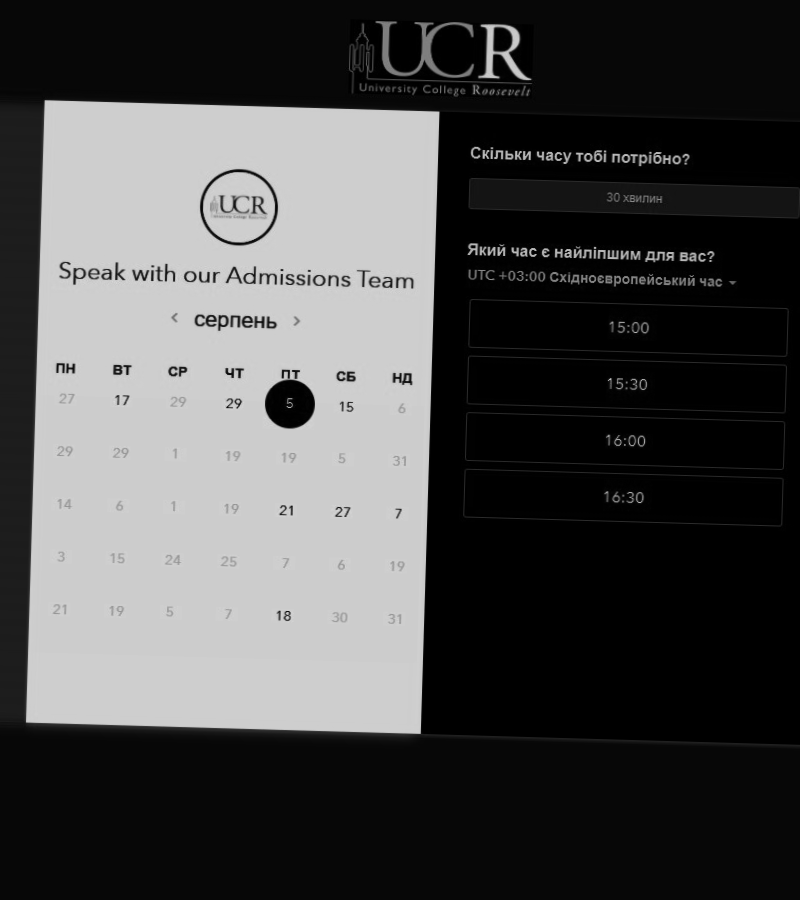 UCR
University College Roosevelt
UCR
University College Roosevelt
Speak with our Admissions Team
серпень
ПН ВТ СР ЧТ ПТ СБ НД
27 17 29 29 5 15 6
29 29 1 19 19 5 31
14 6 1 19 21 27 7
3 15 24 25 7 6 19
21 19 5 7 18 30 31
Скільки часу тобі потрібно?
30 хвилин
Який час є найліпшим для вас?
UTC +03:00 Східноєвропейський час
15:00
15:30
16:00
16:30